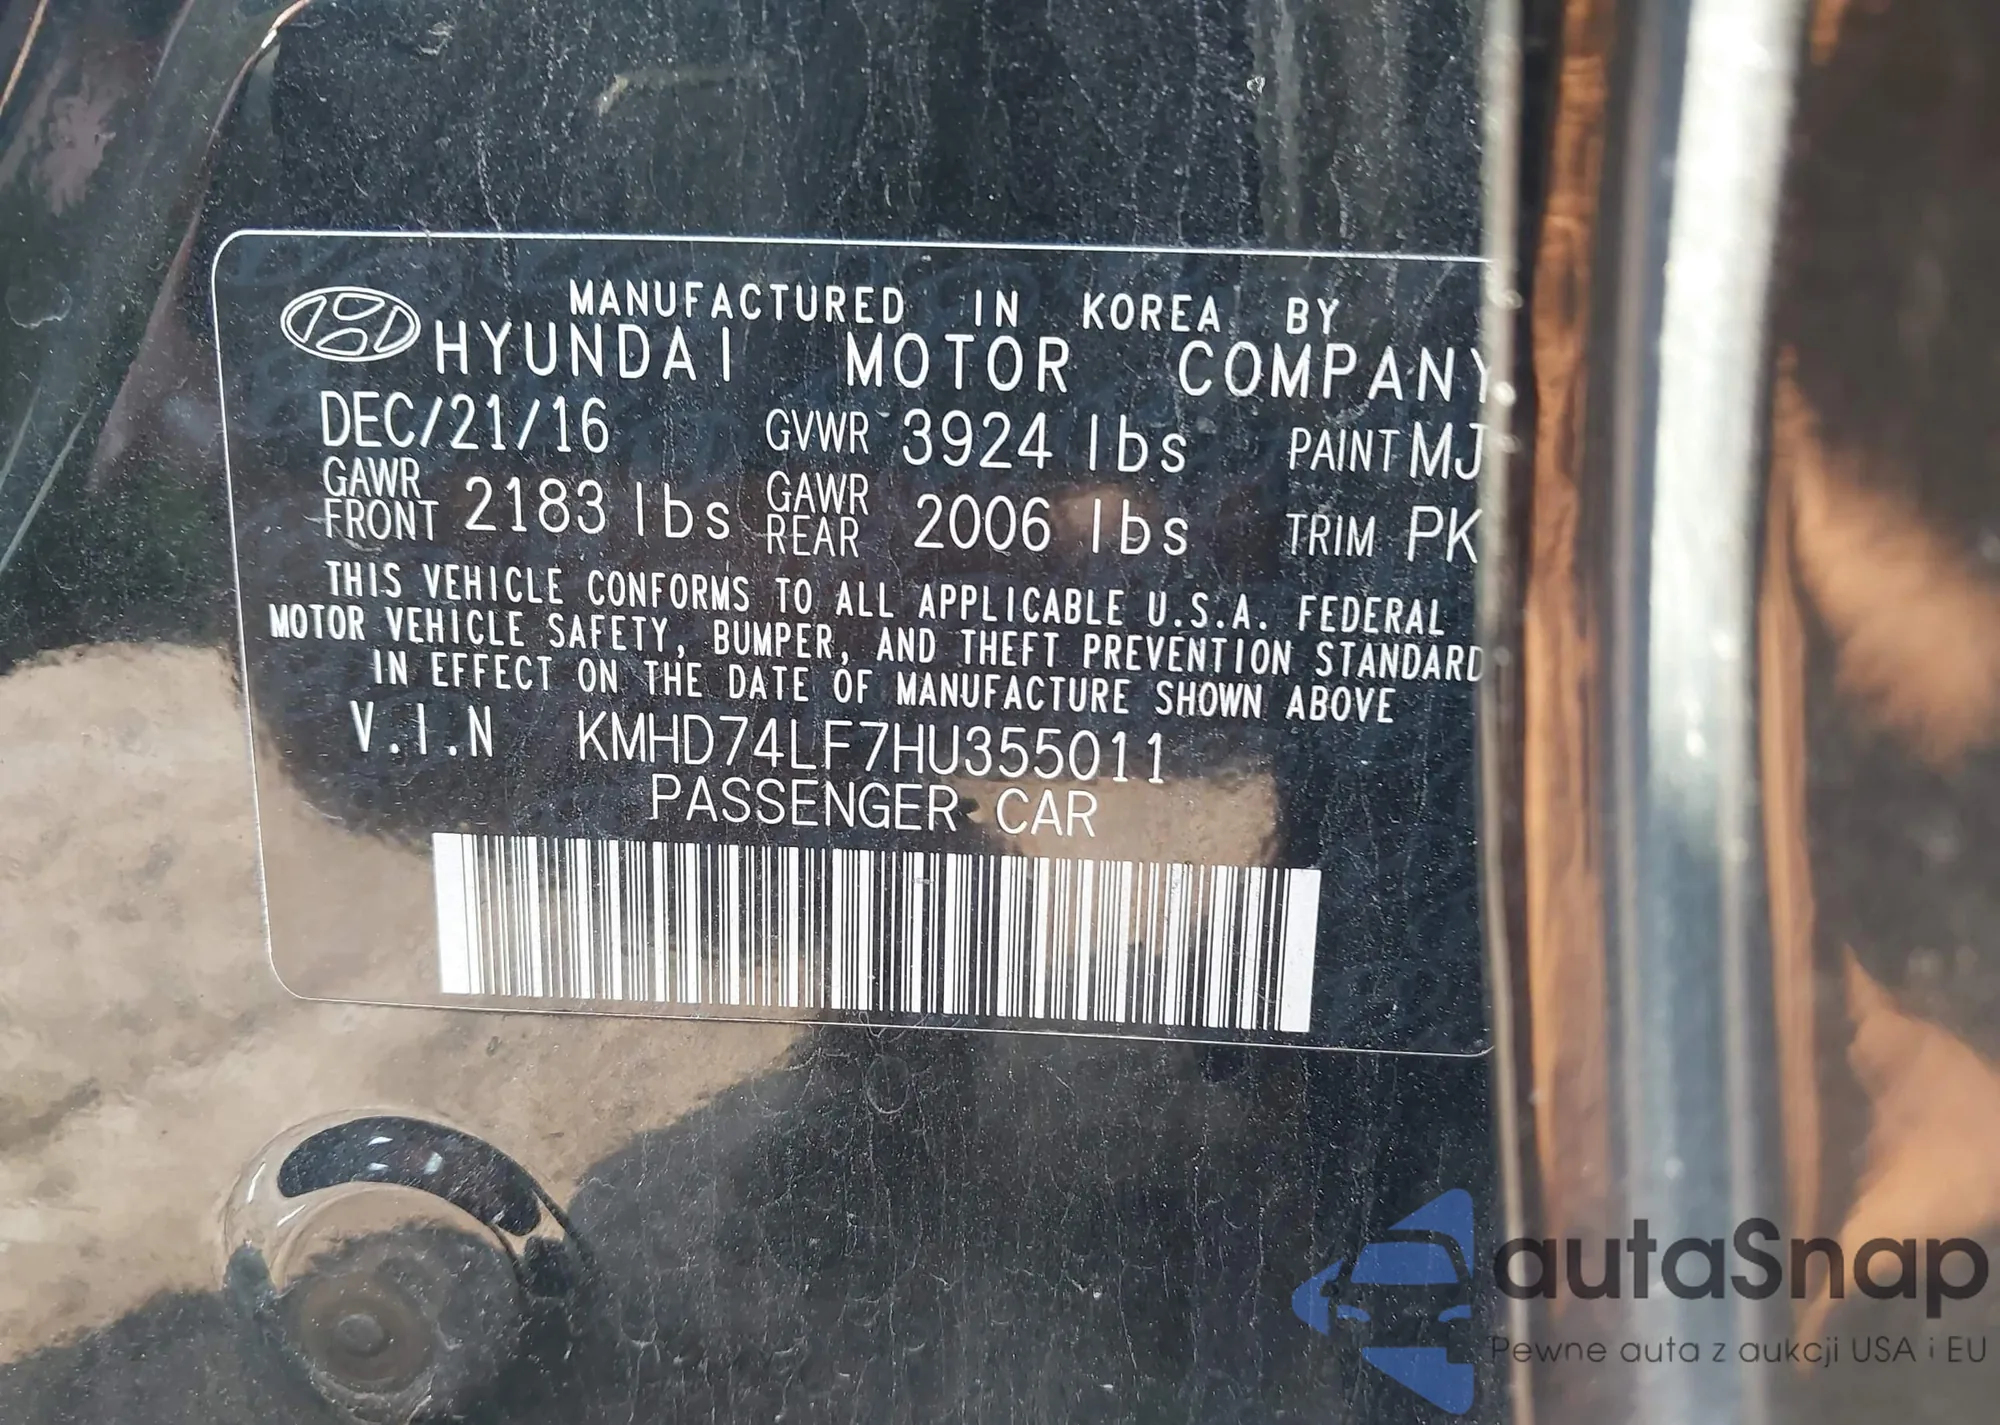 MANUFACTURED IN KOREA BY
HYUNDAI MOTOR COMPANY
DEC/21/16 GVWR 3924 lbs PAINT MJ
GAWR FRONT 2183 lbs GAWR REAR 2006 lbs TRIM PK
THIS VEHICLE CONFORMS TO ALL APPLICABLE U.S.A. FEDERAL
MOTOR VEHICLE SAFETY, BUMPER, AND THEFT PREVENTION STANDARD
IN EFFECT ON THE DATE OF MANUFACTURE SHOWN ABOVE
V.I.N KMHD74LF7HU355011
PASSENGER CAR
autaSnap
Pewne auta z aukcji USA i EU